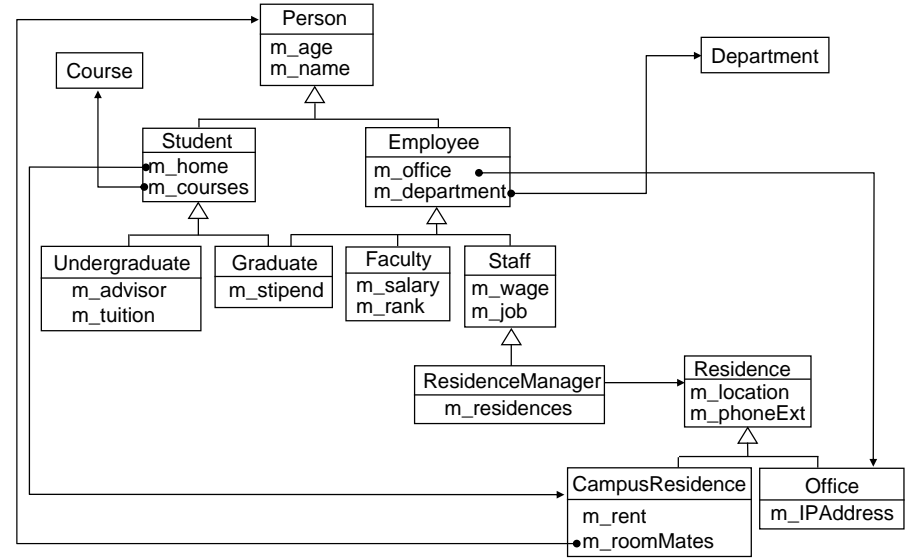 Person
m_age
m_name
Course
Department
Student
m_home
m_courses
Employee
m_office
m_department
Undergraduate
m_advisor
m_tuition
Graduate
m_stipend
Faculty
m_salary
m_rank
Staff
m_wage
m_job
ResidenceManager
m_residences
Residence
m_location
m_phoneExt
CampusResidence
m_rent
m_roomMates
Office
m_IPAddress